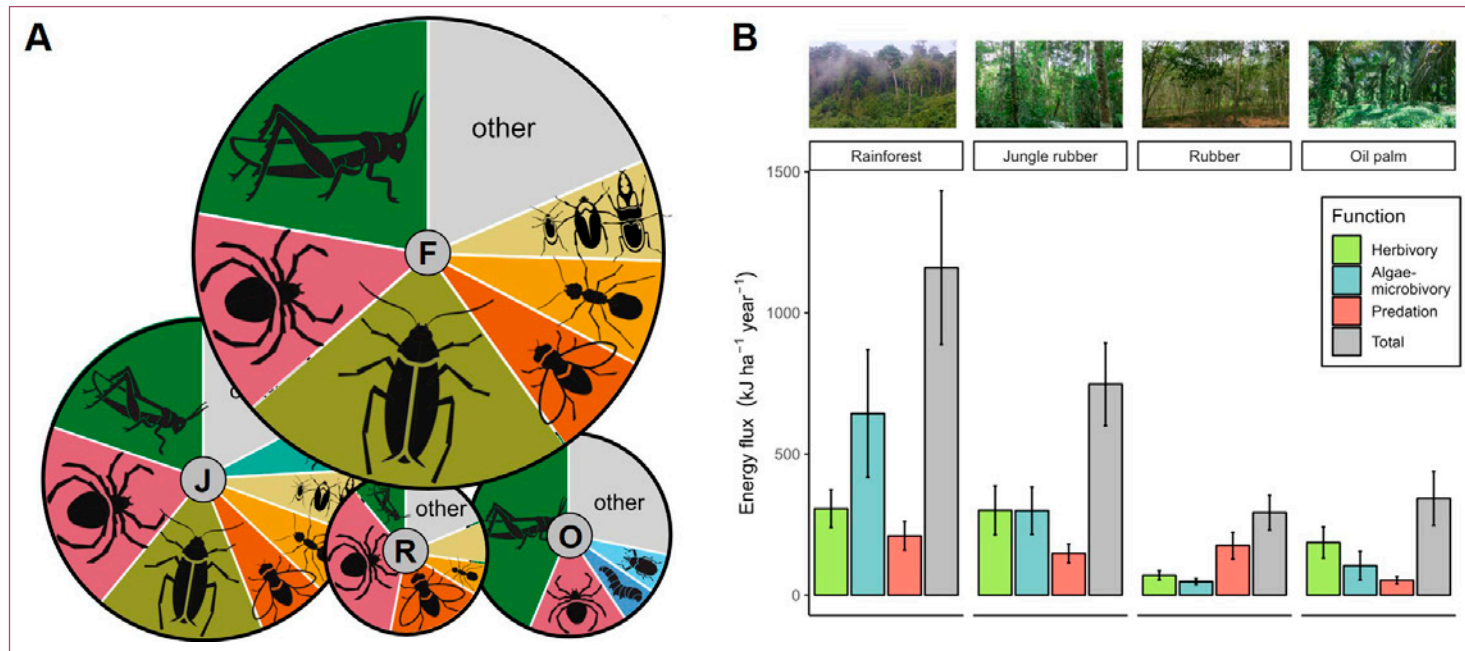 A
other
F
J
R
other
O
other
B
Rainforest
Jungle rubber
Rubber
Oil palm
Energy flux (kJ ha⁻¹ year⁻¹)
1500
1000
500
0
Function
Herbivory
Algae-
microbivory
Predation
Total